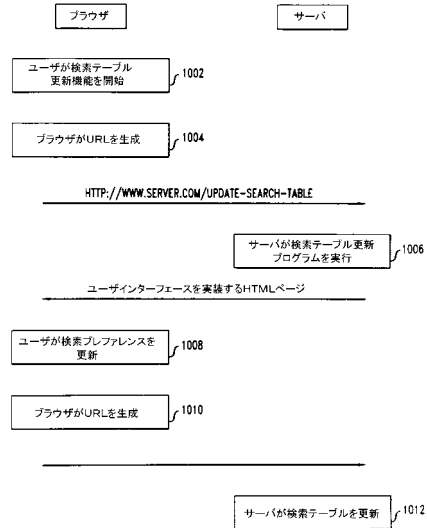 ブラウザ
サーバ
ユーザが検索テーブル
更新機能を開始
1002
ブラウザがURLを生成
1004
HTTP://WWW.SERVER.COM/UPDATE-SEARCH-TABLE
サーバが検索テーブル更新
プログラムを実行
1006
ユーザインターフェースを実装するHTMLページ
ユーザが検索プレファレンスを
更新
1008
ブラウザがURLを生成
1010
サーバが検索テーブルを更新
1012